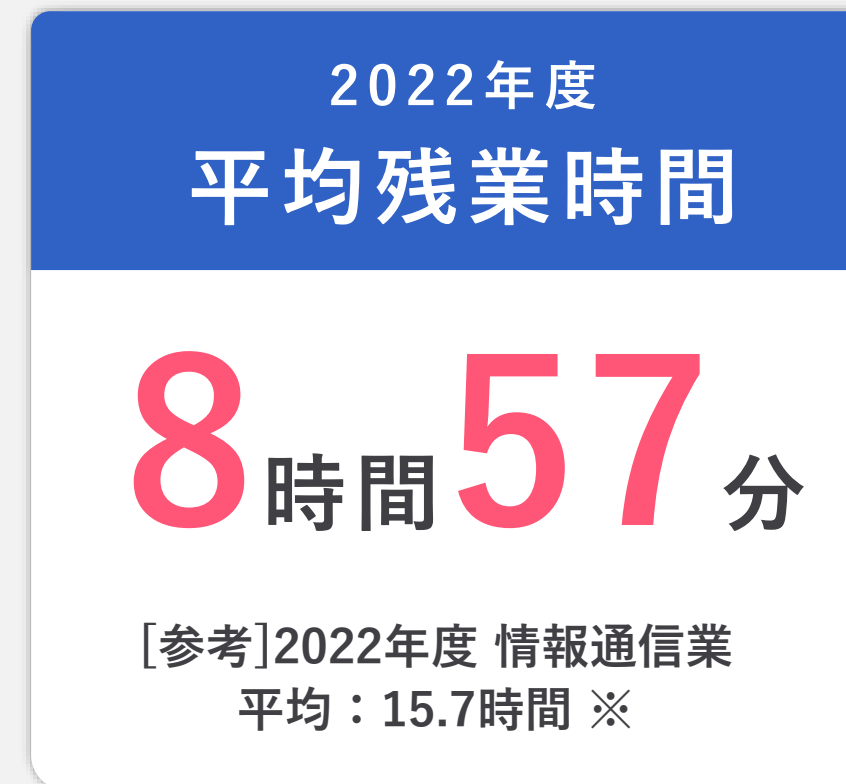 2022年度
平均残業時間
8時間57分
[参考]2022年度 情報通信業
平均：15.7時間 ※